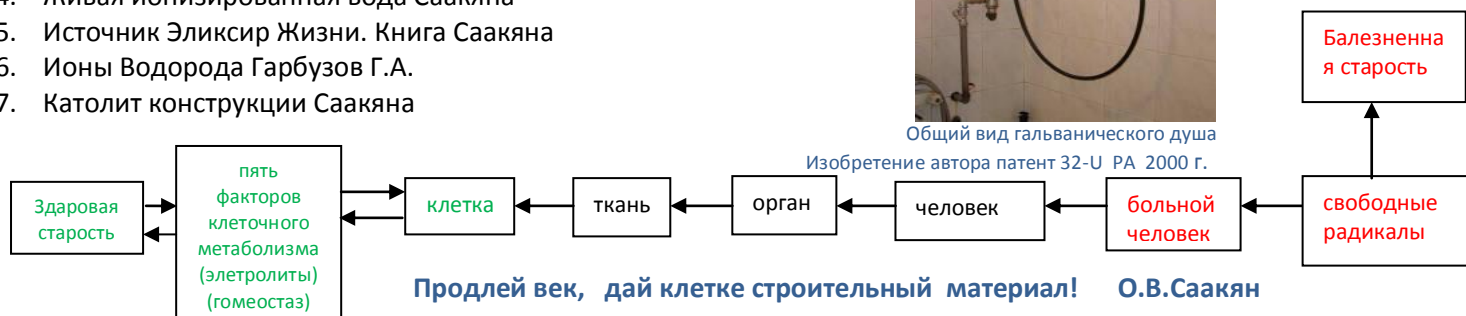 4. Живая ионизированная вода Саакяна
5. Источник Эликсир Жизни. Книга Саакяна
6. Ионы Водорода Гарбузов Г.А.
7. Католит конструкции Саакяна
Общий вид гальванического душа
Изобретение автора патент 32-U РА 2000 г.
Балезненна
я старость
Здаровая
старость
пять
факторов
клеточного
метаболизма
(элетролиты)
(гомеостаз)
клетка
ткань
орган
человек
больной
человек
свободные
радикалы
Продлей век, дай клетке строительный материал! О.В.Саакян